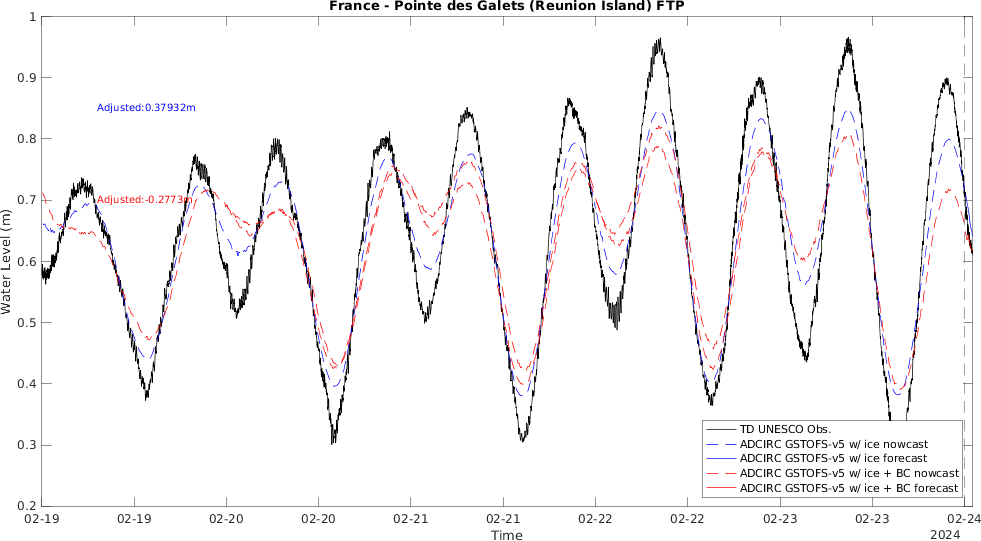 France - Pointe des Galets (Reunion Island) FTP
1
0.9
0.8
0.7
0.6
0.5
0.4
0.3
0.2
Water Level (m)
Adjusted:0.37932m
Adjusted:-0.2773m
TD UNESCO Obs.
ADCIRC GSTOFS-v5 w/ ice nowcast
ADCIRC GSTOFS-v5 w/ ice forecast
ADCIRC GSTOFS-v5 w/ ice + BC nowcast
ADCIRC GSTOFS-v5 w/ ice + BC forecast
02-19 02-19 02-20 02-20 02-21 02-21 02-22 02-22 02-23 02-23 02-24
Time
2024